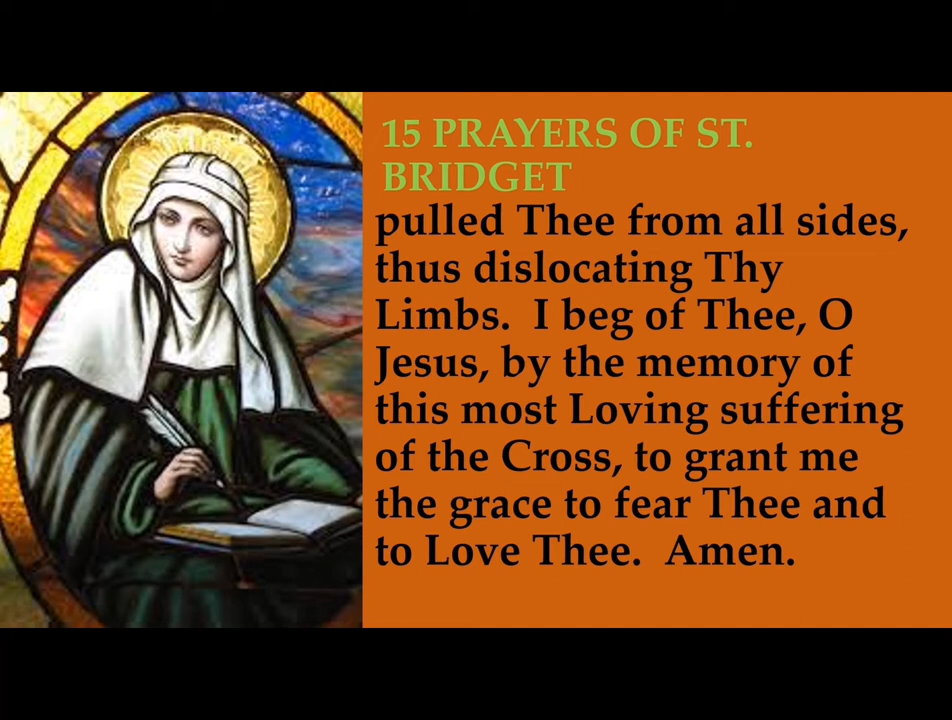 15 PRAYERS OF ST.
BRIDGET
pulled Thee from all sides,
thus dislocating Thy
Limbs.  I beg of Thee, O
Jesus, by the memory of
this most Loving suffering
of the Cross, to grant me
the grace to fear Thee and
to Love Thee.  Amen.